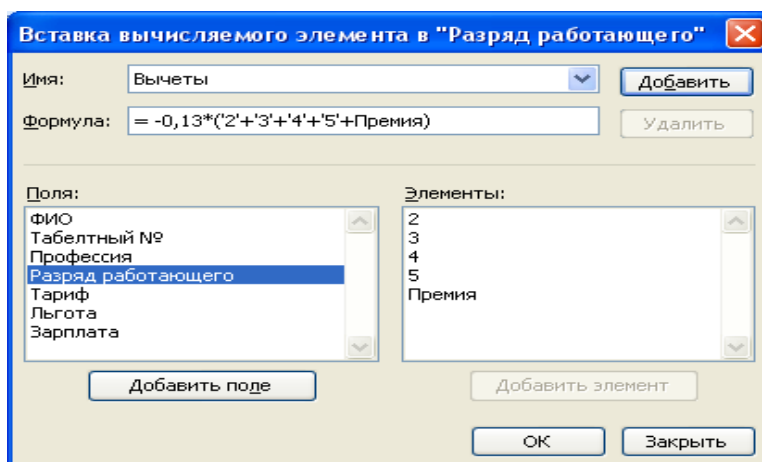 Вставка вычисляемого элемента в "Разряд работающего"
Имя: Вычеты Добавить
Формула: = -0,13*('2'+'3'+'4'+'5'+Премия) Удалить
Поля:
ФИО
Табелтный №
Профессия
Разряд работающего
Тариф
Льгота
Зарплата
Добавить поле
Элементы:
2
3
4
5
Премия
Добавить элемент
ОК Закрыть